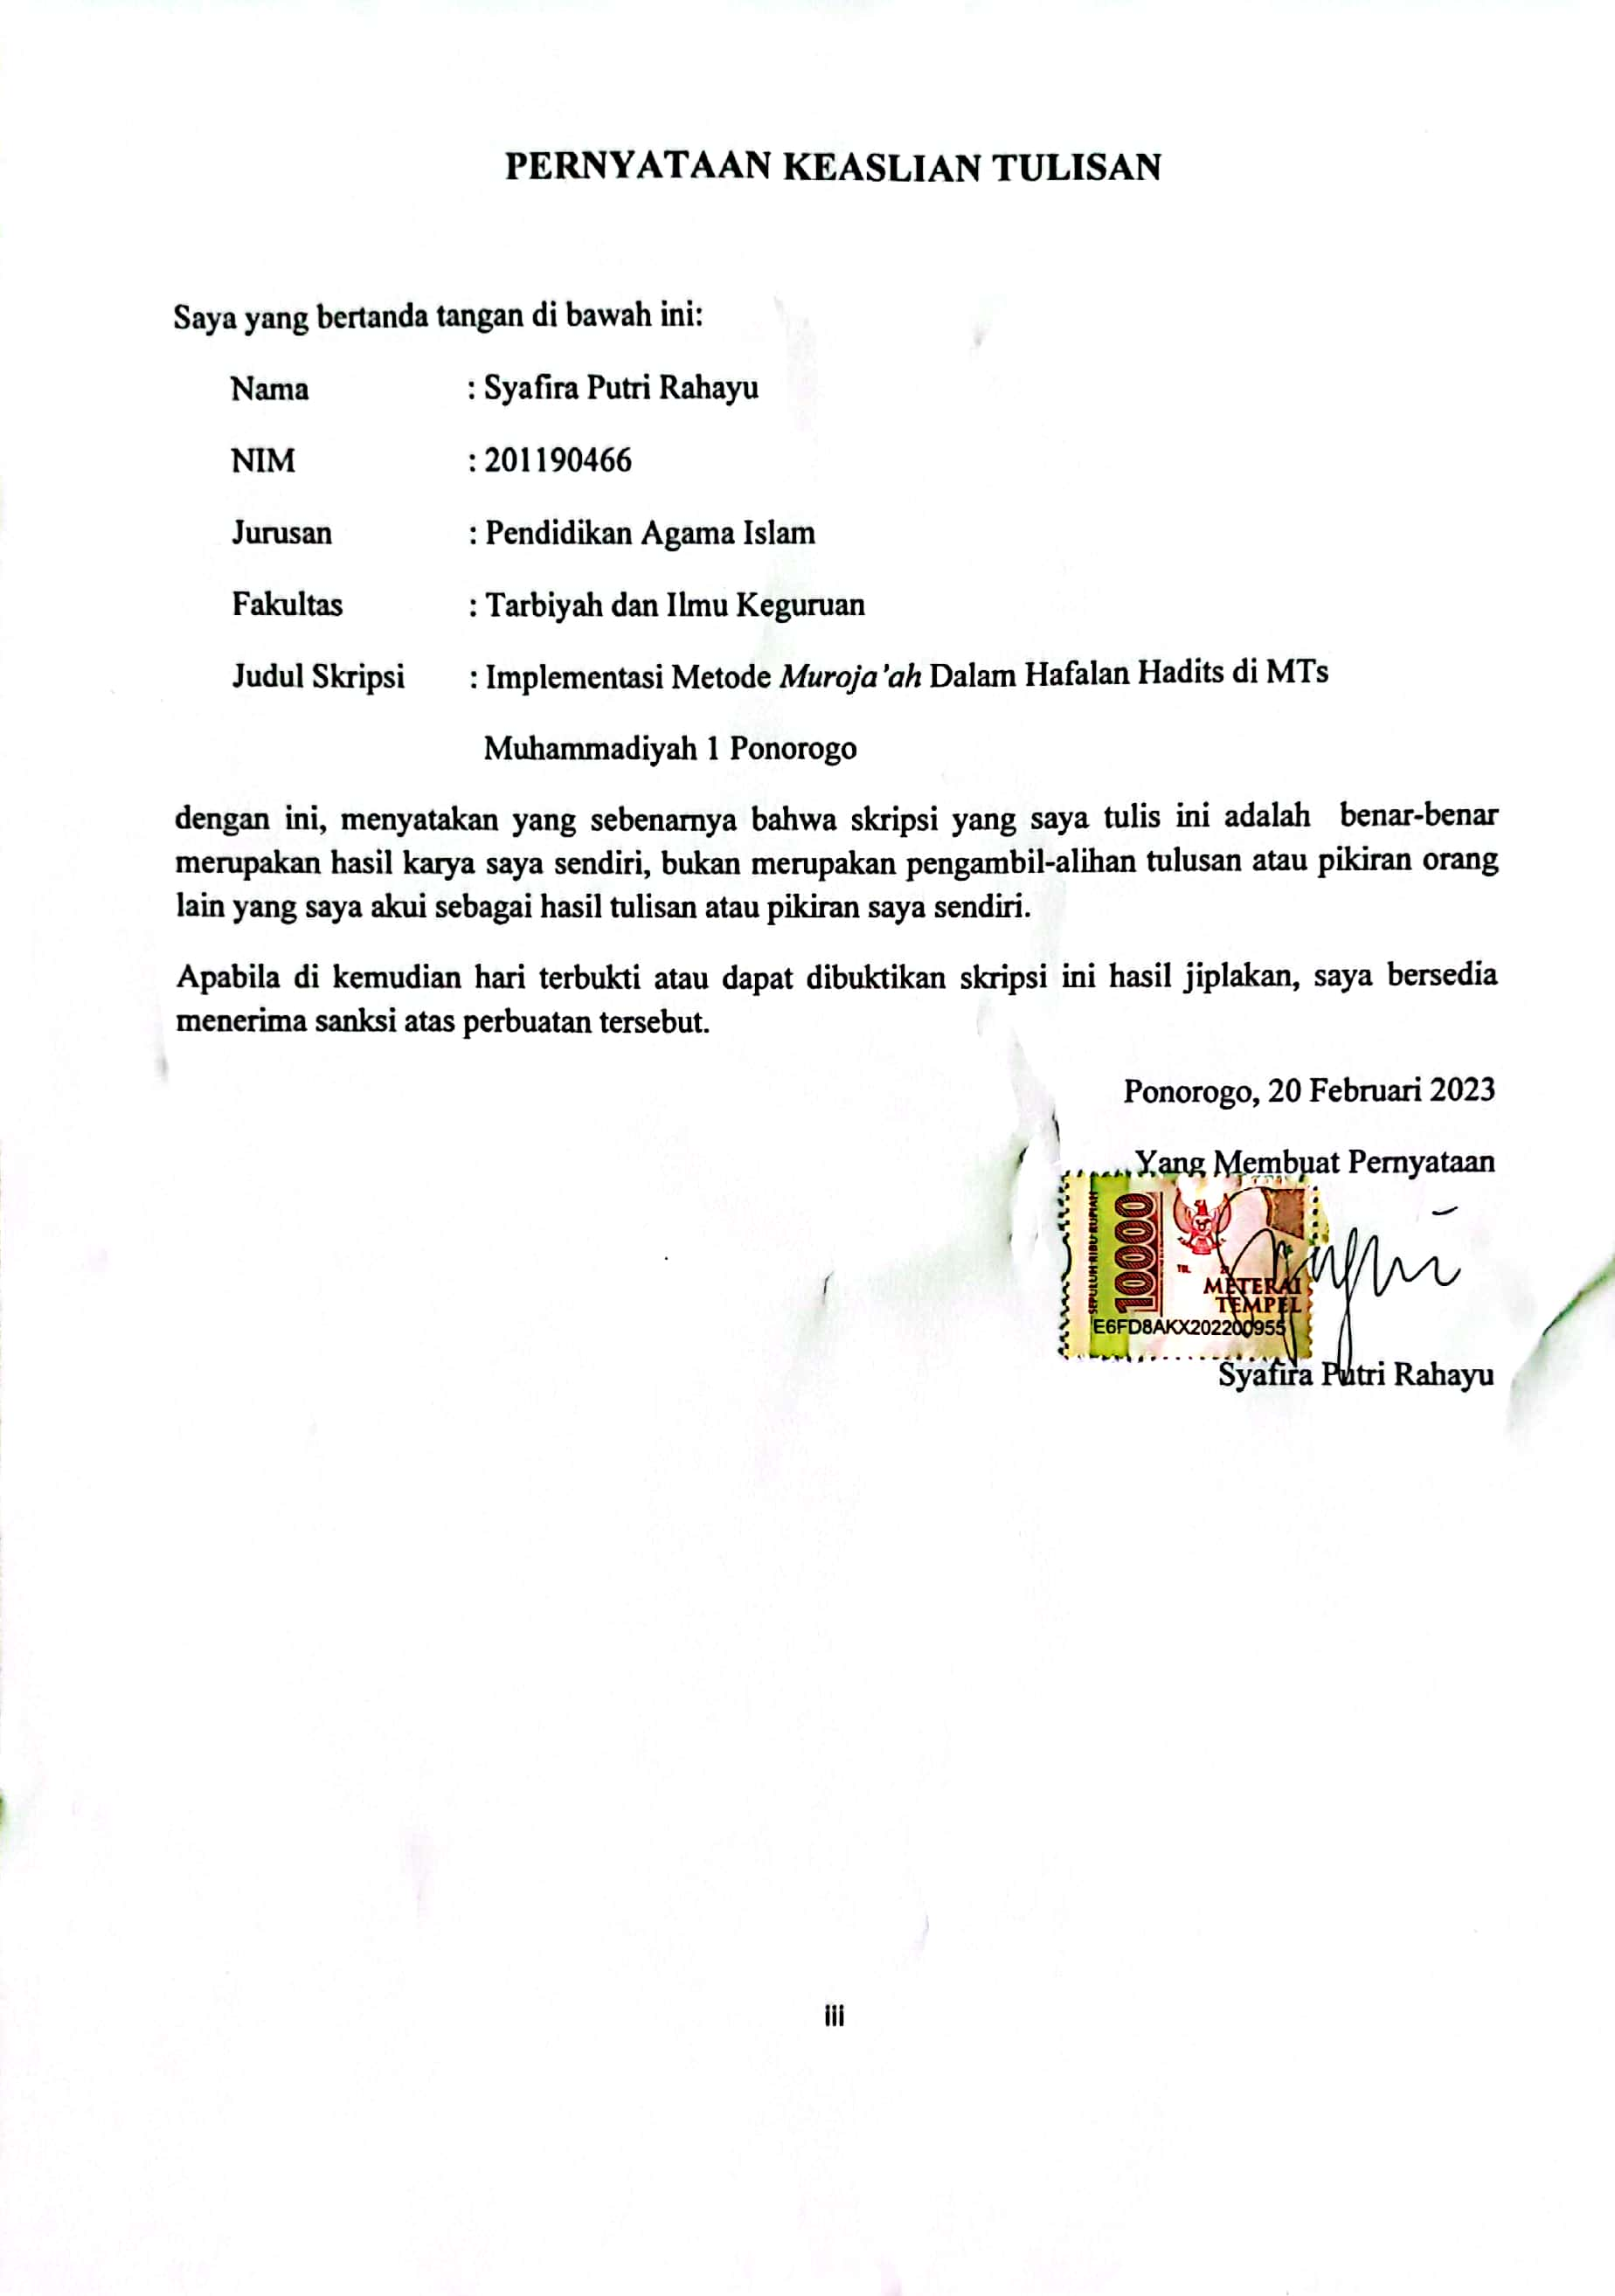 PERNYATAAN KEASLIAN TULISAN
Saya yang bertanda tangan di bawah ini:
Nama : Syafira Putri Rahayu
NIM : 201190466
Jurusan : Pendidikan Agama Islam
Fakultas : Tarbiyah dan Ilmu Keguruan
Judul Skripsi : Implementasi Metode Muroja'ah Dalam Hafalan Hadits di MTs
Muhammadiyah 1 Ponorogo
dengan ini, menyatakan yang sebenarnya bahwa skripsi yang saya tulis ini adalah benar-benar
merupakan hasil karya saya sendiri, bukan merupakan pengambil-alihan tulusan atau pikiran orang
lain yang saya akui sebagai hasil tulisan atau pikiran saya sendiri.
Apabila di kemudian hari terbukti atau dapat dibuktikan skripsi ini hasil jiplakan, saya bersedia
menerima sanksi atas perbuatan tersebut.
Ponorogo, 20 Februari 2023
Yang Membuat Pernyataan
SEPULUH RIBU RUPIAH
10000
METERAI
TEMPEL
E6FD8AKX202200955
Syafira Putri Rahayu
iii